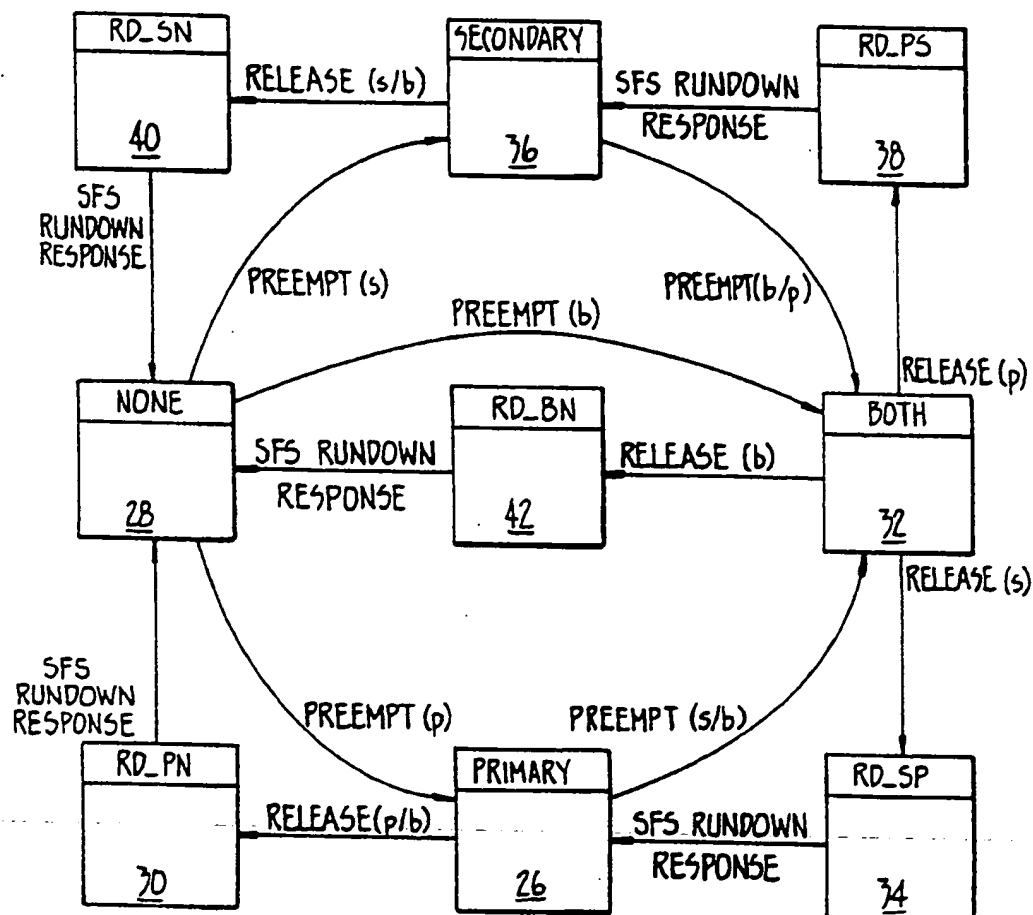 RD_SN
SECONDARY
RD_PS
RELEASE (s/b)
SFS RUNDOWN
RESPONSE
40
36
38
SFS
RUNDOWN
RESPONSE
PREEMPT (s)
PREEMPT(b/p)
PREEMPT (b)
RELEASE (p)
NONE
RD_BN
BOTH
SFS RUNDOWN
RESPONSE
RELEASE (b)
28
42
32
RELEASE (s)
SFS
RUNDOWN
RESPONSE
PREEMPT (p)
PREEMPT (s/b)
RD_PN
PRIMARY
RD_SP
RELEASE(p/b)
SFS RUNDOWN
RESPONSE
30
26
34